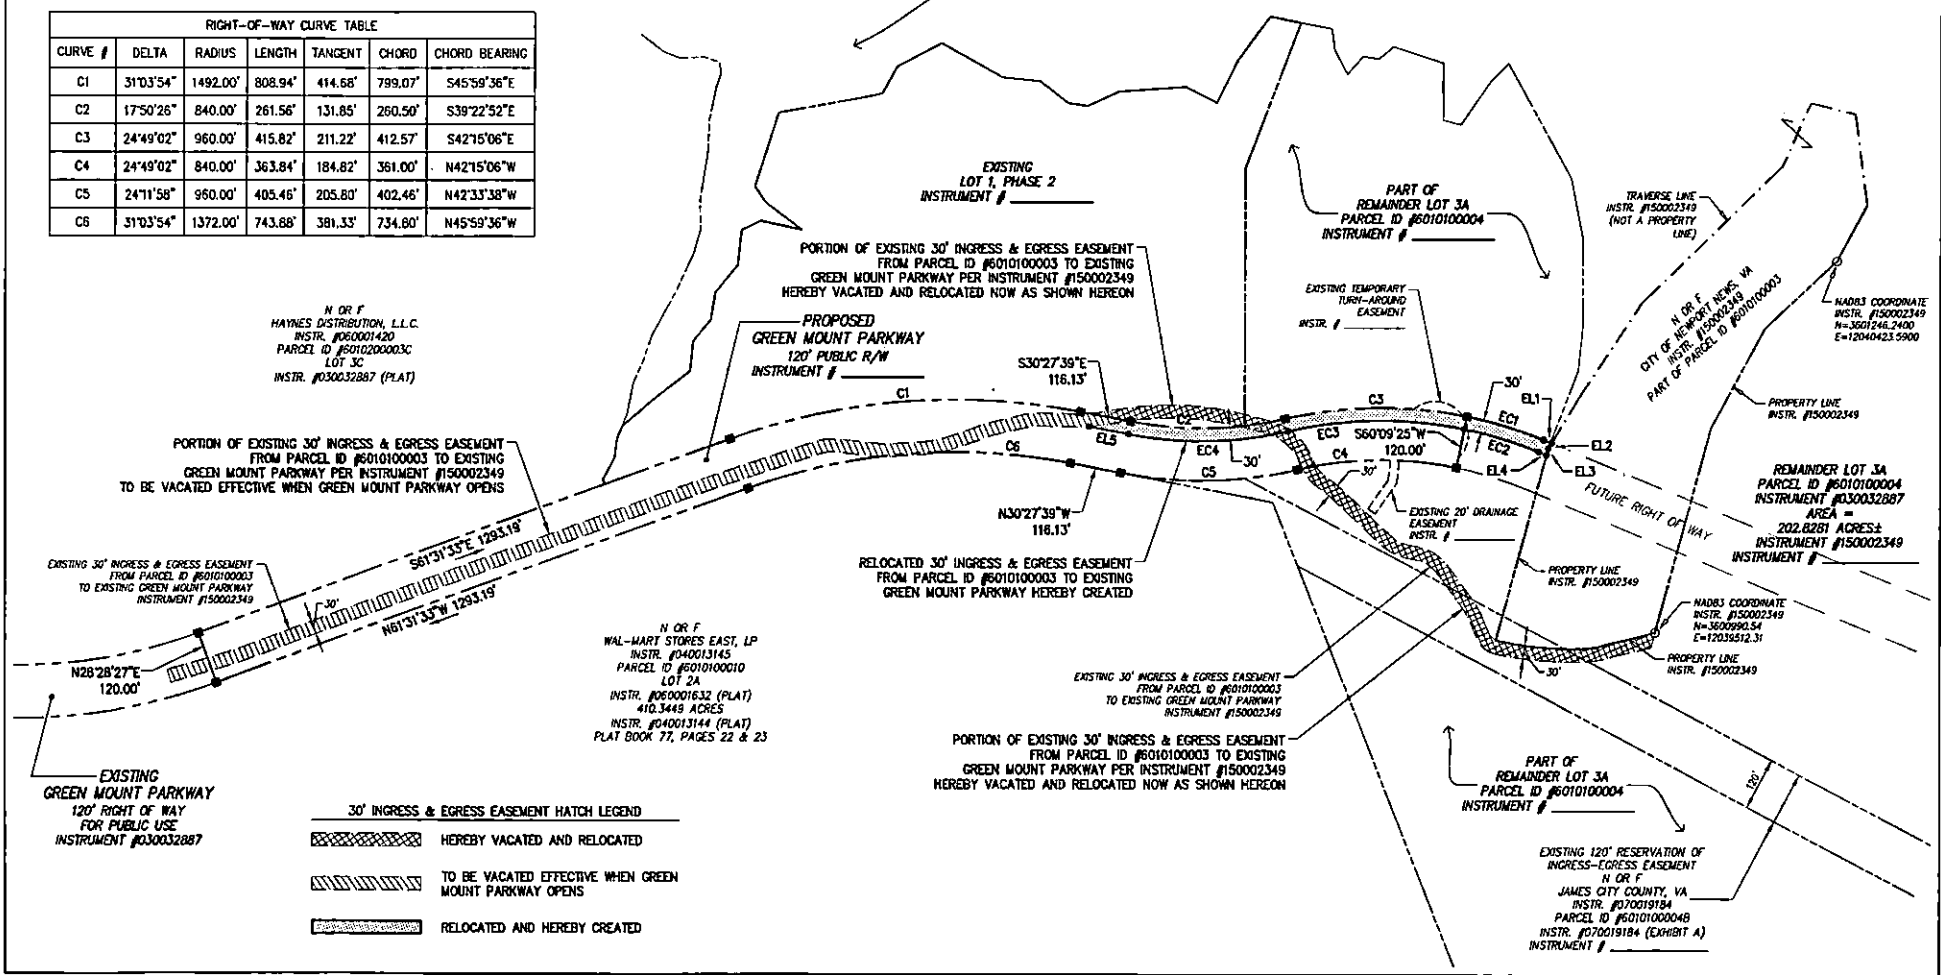 RIGHT-OF-WAY CURVE TABLE
CURVE # DELTA RADIUS LENGTH TANGENT CHORD CHORD BEARING
C1 31°03'54" 1492.00' 808.94' 414.68' 799.07' S45°59'36"E
C2 17°50'26" 840.00' 261.56' 131.85' 260.50' S39°22'52"E
C3 24°49'02" 960.00' 415.82' 211.22' 412.57' S42°15'06"E
C4 24°49'02" 840.00' 363.84' 184.82' 361.00' N42°15'06"W
C5 24°11'58" 960.00' 405.46' 205.80' 402.46' N42°33'38"W
C6 31°03'54" 1372.00' 743.88' 381.33' 734.80' N45°59'36"W
EXISTING
LOT 1, PHASE 2
INSTRUMENT #
PART OF
REMAINDER LOT 3A
PARCEL ID #6010100004
INSTRUMENT #
TRAVERSE LINE
INSTR. #150002349
(NOT A PROPERTY
LINE)
N OR F
CITY OF NEWPORT NEWS, VA
INSTR. #150002349
PART OF PARCEL ID #6010100003
NAD83 COORDINATE
INSTR. #150002349
N=3601246.2400
E=12040423.5900
PORTION OF EXISTING 30' INGRESS & EGRESS EASEMENT
FROM PARCEL ID #6010100003 TO EXISTING
GREEN MOUNT PARKWAY PER INSTRUMENT #150002349
HEREBY VACATED AND RELOCATED NOW AS SHOWN HEREON
EXISTING TEMPORARY
TURN-AROUND
EASEMENT
INSTR. #
N OR F
HAYNES DISTRIBUTION, L.L.C.
INSTR. #060001420
PARCEL ID #6010200003C
LOT 3C
INSTR. #030032887 (PLAT)
PROPOSED
GREEN MOUNT PARKWAY
120' PUBLIC R/W
INSTRUMENT #
S30°27'39"E
116.13'
PROPERTY LINE
INSTR. #150002349
C1
C2
C3
30'
EL1
EC1
EL2
EC2
EL3
EL4
EC3
S60°09'25"W
120.00'
EL5
EC4
30'
C4
C5
C6
30'
PORTION OF EXISTING 30' INGRESS & EGRESS EASEMENT
FROM PARCEL ID #6010100003 TO EXISTING
GREEN MOUNT PARKWAY PER INSTRUMENT #150002349
TO BE VACATED EFFECTIVE WHEN GREEN MOUNT PARKWAY OPENS
REMAINDER LOT 3A
PARCEL ID #6010100004
INSTRUMENT #030032887
AREA =
202.8281 ACRES±
INSTRUMENT #150002349
INSTRUMENT #
FUTURE RIGHT OF WAY
N30°27'39"W
116.13'
EXISTING 20' DRAINAGE
EASEMENT
INSTR. #
S61°31'33"E 1293.19'
N61°31'33"W 1293.19'
EXISTING 30' INGRESS & EGRESS EASEMENT
FROM PARCEL ID #6010100003
TO EXISTING GREEN MOUNT PARKWAY
INSTRUMENT #150002349
30'
RELOCATED 30' INGRESS & EGRESS EASEMENT
FROM PARCEL ID #6010100003 TO EXISTING
GREEN MOUNT PARKWAY HEREBY CREATED
PROPERTY LINE
INSTR. #150002349
NAD83 COORDINATE
INSTR. #150002349
N=3600990.54
E=12039512.31
N28°28'27"E
120.00'
N OR F
WAL-MART STORES EAST, LP
INSTR. #040013145
PARCEL ID #6010100010
LOT 2A
INSTR. #060001632 (PLAT)
410.3449 ACRES
INSTR. #040013144 (PLAT)
PLAT BOOK 77, PAGES 22 & 23
PROPERTY LINE
INSTR. #150002349
30'
EXISTING 30' INGRESS & EGRESS EASEMENT
FROM PARCEL ID #6010100003
TO EXISTING GREEN MOUNT PARKWAY
INSTRUMENT #150002349
PORTION OF EXISTING 30' INGRESS & EGRESS EASEMENT
FROM PARCEL ID #6010100003 TO EXISTING
GREEN MOUNT PARKWAY PER INSTRUMENT #150002349
HEREBY VACATED AND RELOCATED NOW AS SHOWN HEREON
PART OF
REMAINDER LOT 3A
PARCEL ID #6010100004
INSTRUMENT #
120'
EXISTING
GREEN MOUNT PARKWAY
120' RIGHT OF WAY
FOR PUBLIC USE
INSTRUMENT #030032887
30' INGRESS & EGRESS EASEMENT HATCH LEGEND
HEREBY VACATED AND RELOCATED
TO BE VACATED EFFECTIVE WHEN GREEN
MOUNT PARKWAY OPENS
RELOCATED AND HEREBY CREATED
EXISTING 120' RESERVATION OF
INGRESS-EGRESS EASEMENT
N OR F
JAMES CITY COUNTY, VA
INSTR. #070019184
PARCEL ID #6010100004B
INSTR. #070019184 (EXHIBIT A)
INSTRUMENT #